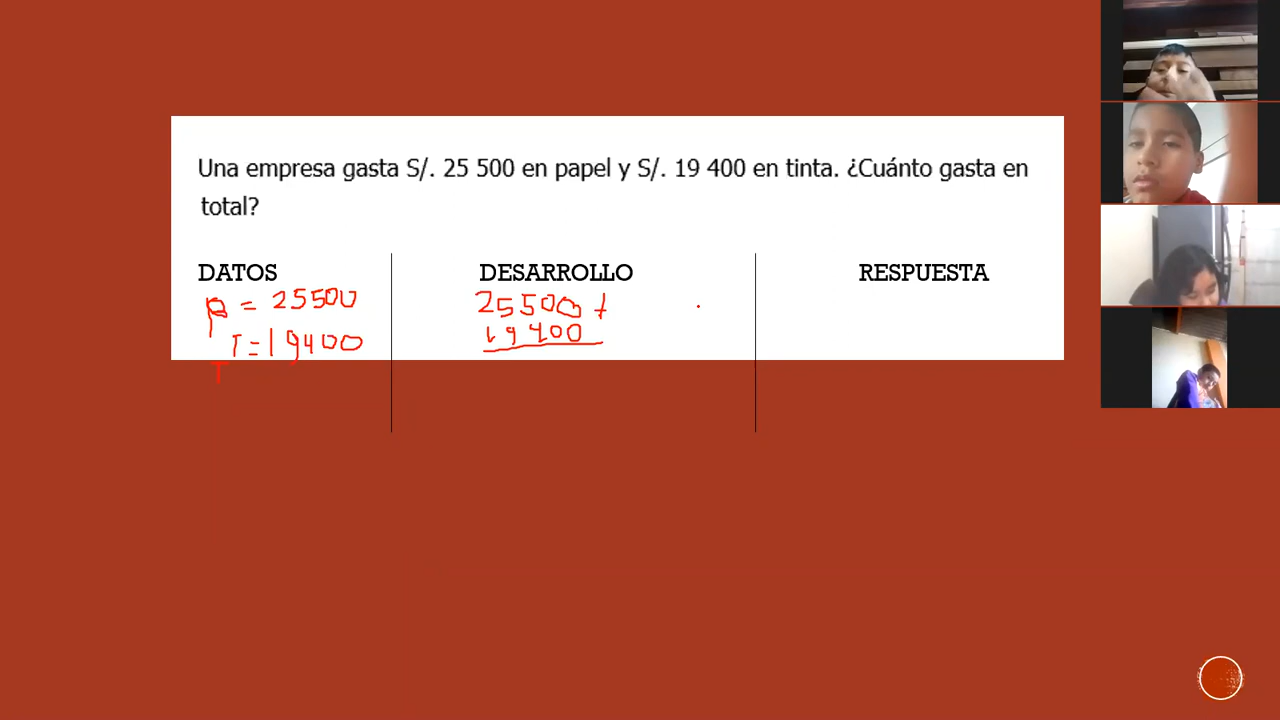 Una empresa gasta S/. 25 500 en papel y S/. 19 400 en tinta. ¿Cuánto gasta en
total?
DATOS
P = 25500
T = 19400
T
DESARROLLO
25500 +
19400
RESPUESTA